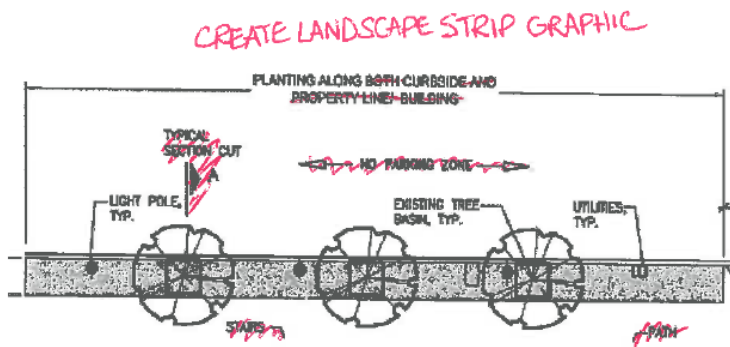 CREATE LANDSCAPE STRIP GRAPHIC
PLANTING ALONG BOTH CURBSIDE AND
PROPERTY LINE/ BUILDING
TYPICAL
SECTION CUT
A
NO PARKING ZONE
LIGHT POLE,
TYP.
EXISTING TREE
BASIN, TYP.
UTILITIES,
TYP.
STAIRS
PATH